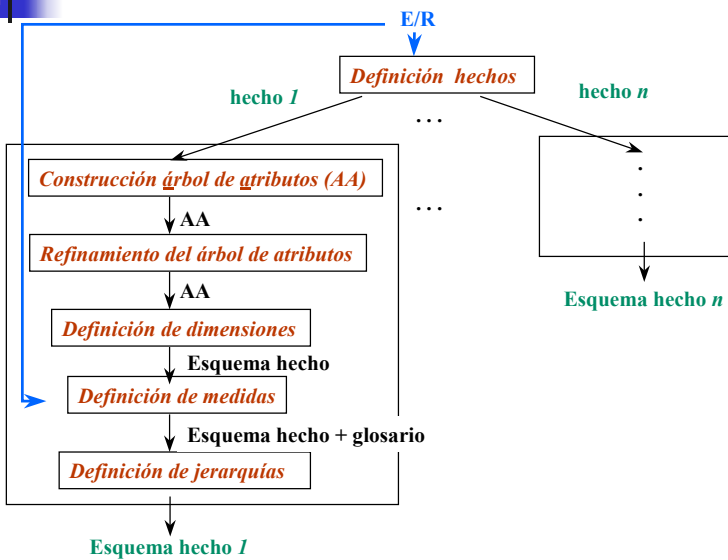 E/R
Definición hechos
hecho 1
hecho n
...
Construcción árbol de atributos (AA)
...
AA
Refinamiento del árbol de atributos
AA
Esquema hecho n
Definición de dimensiones
Esquema hecho
Definición de medidas
Esquema hecho + glosario
Definición de jerarquías
Esquema hecho 1